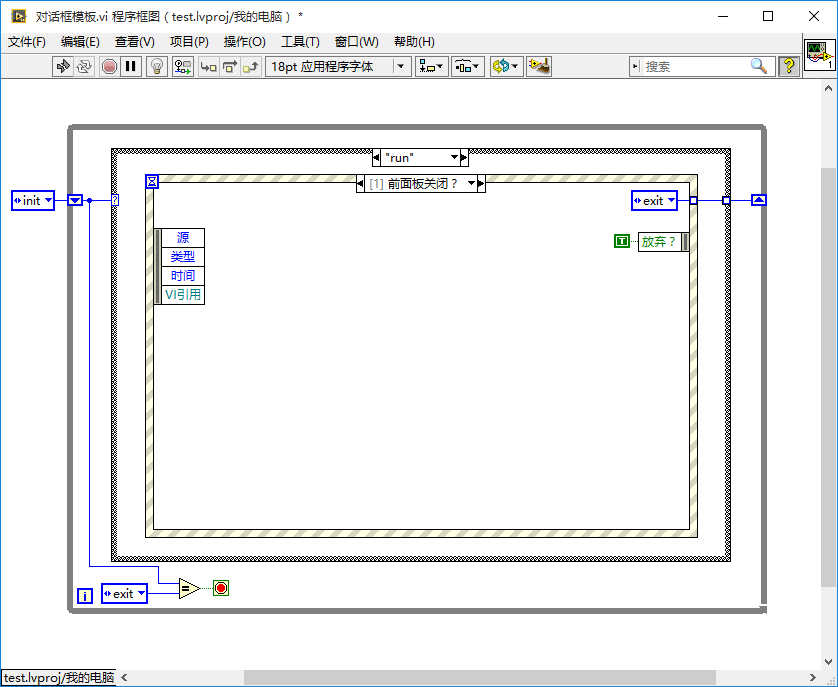 对话框模板.vi 程序框图（test.lvproj/我的电脑） *
文件(F) 编辑(E) 查看(V) 项目(P) 操作(O) 工具(T) 窗口(W) 帮助(H)
18pt 应用程序字体 搜索 ?
1
"run"
[1] 前面板关闭？
init ? exit
源
T 放弃？
类型
时间
VI引用
i exit =
test.lvproj/我的电脑